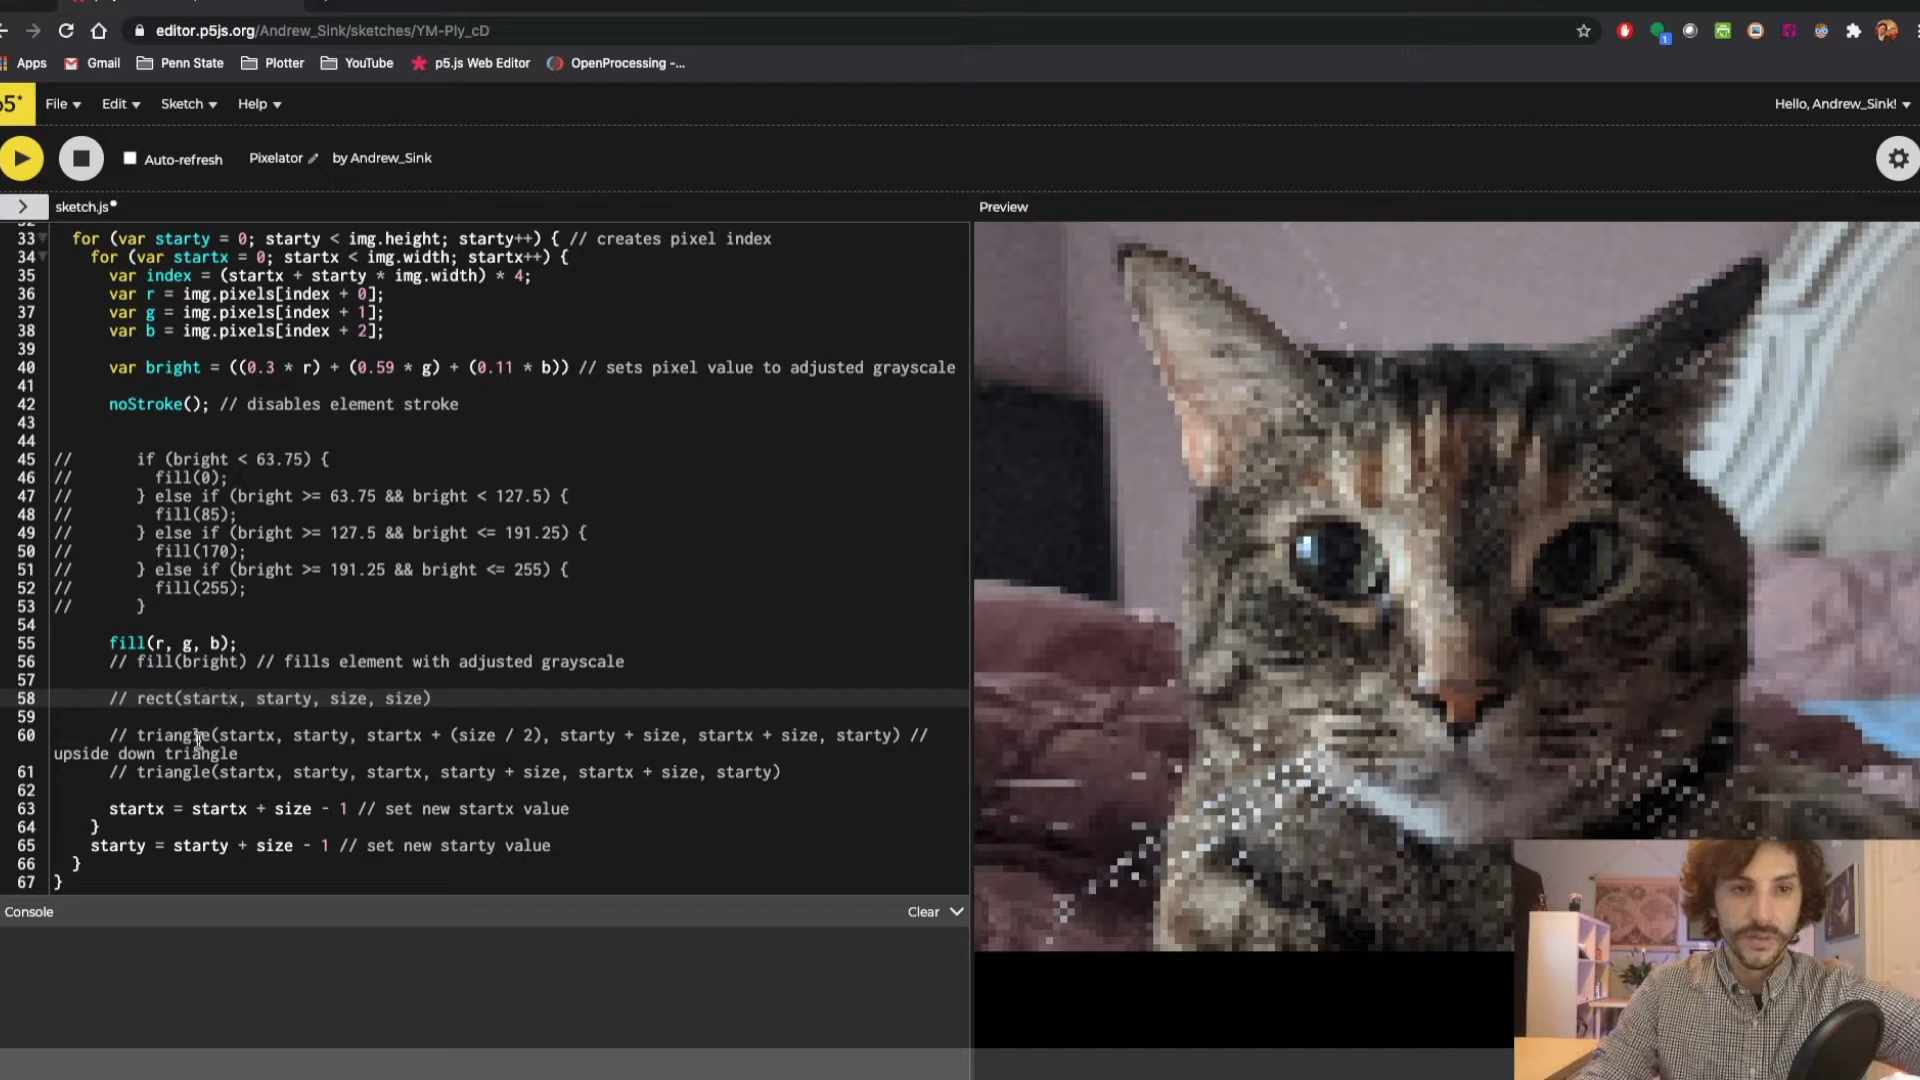 editor.p5js.org/Andrew_Sink/sketches/YM-Ply_cD
1
Apps Gmail Penn State Plotter YouTube p5.js Web Editor OpenProcessing -...
p5* File Edit Sketch Help Hello, Andrew_Sink!
Auto-refresh Pixelator by Andrew_Sink
sketch.js Preview
33 for (var starty = 0; starty < img.height; starty++) { // creates pixel index
34 for (var startx = 0; startx < img.width; startx++) {
35 var index = (startx + starty * img.width) * 4;
36 var r = img.pixels[index + 0];
37 var g = img.pixels[index + 1];
38 var b = img.pixels[index + 2];
39
40 var bright = ((0.3 * r) + (0.59 * g) + (0.11 * b)) // sets pixel value to adjusted grayscale
41
42 noStroke(); // disables element stroke
43
44
45 // if (bright < 63.75) {
46 // fill(0);
47 // } else if (bright >= 63.75 && bright < 127.5) {
48 // fill(85);
49 // } else if (bright >= 127.5 && bright <= 191.25) {
50 // fill(170);
51 // } else if (bright >= 191.25 && bright <= 255) {
52 // fill(255);
53 // }
54
55 fill(r, g, b);
56 // fill(bright) // fills element with adjusted grayscale
57
58 // rect(startx, starty, size, size)
59
60 // triangle(startx, starty, startx + (size / 2), starty + size, startx + size, starty) //
upside down triangle
61 // triangle(startx, starty, startx, starty + size, startx + size, starty)
62
63 startx = startx + size - 1 // set new startx value
64 }
65 starty = starty + size - 1 // set new starty value
66 }
67 }
Console Clear